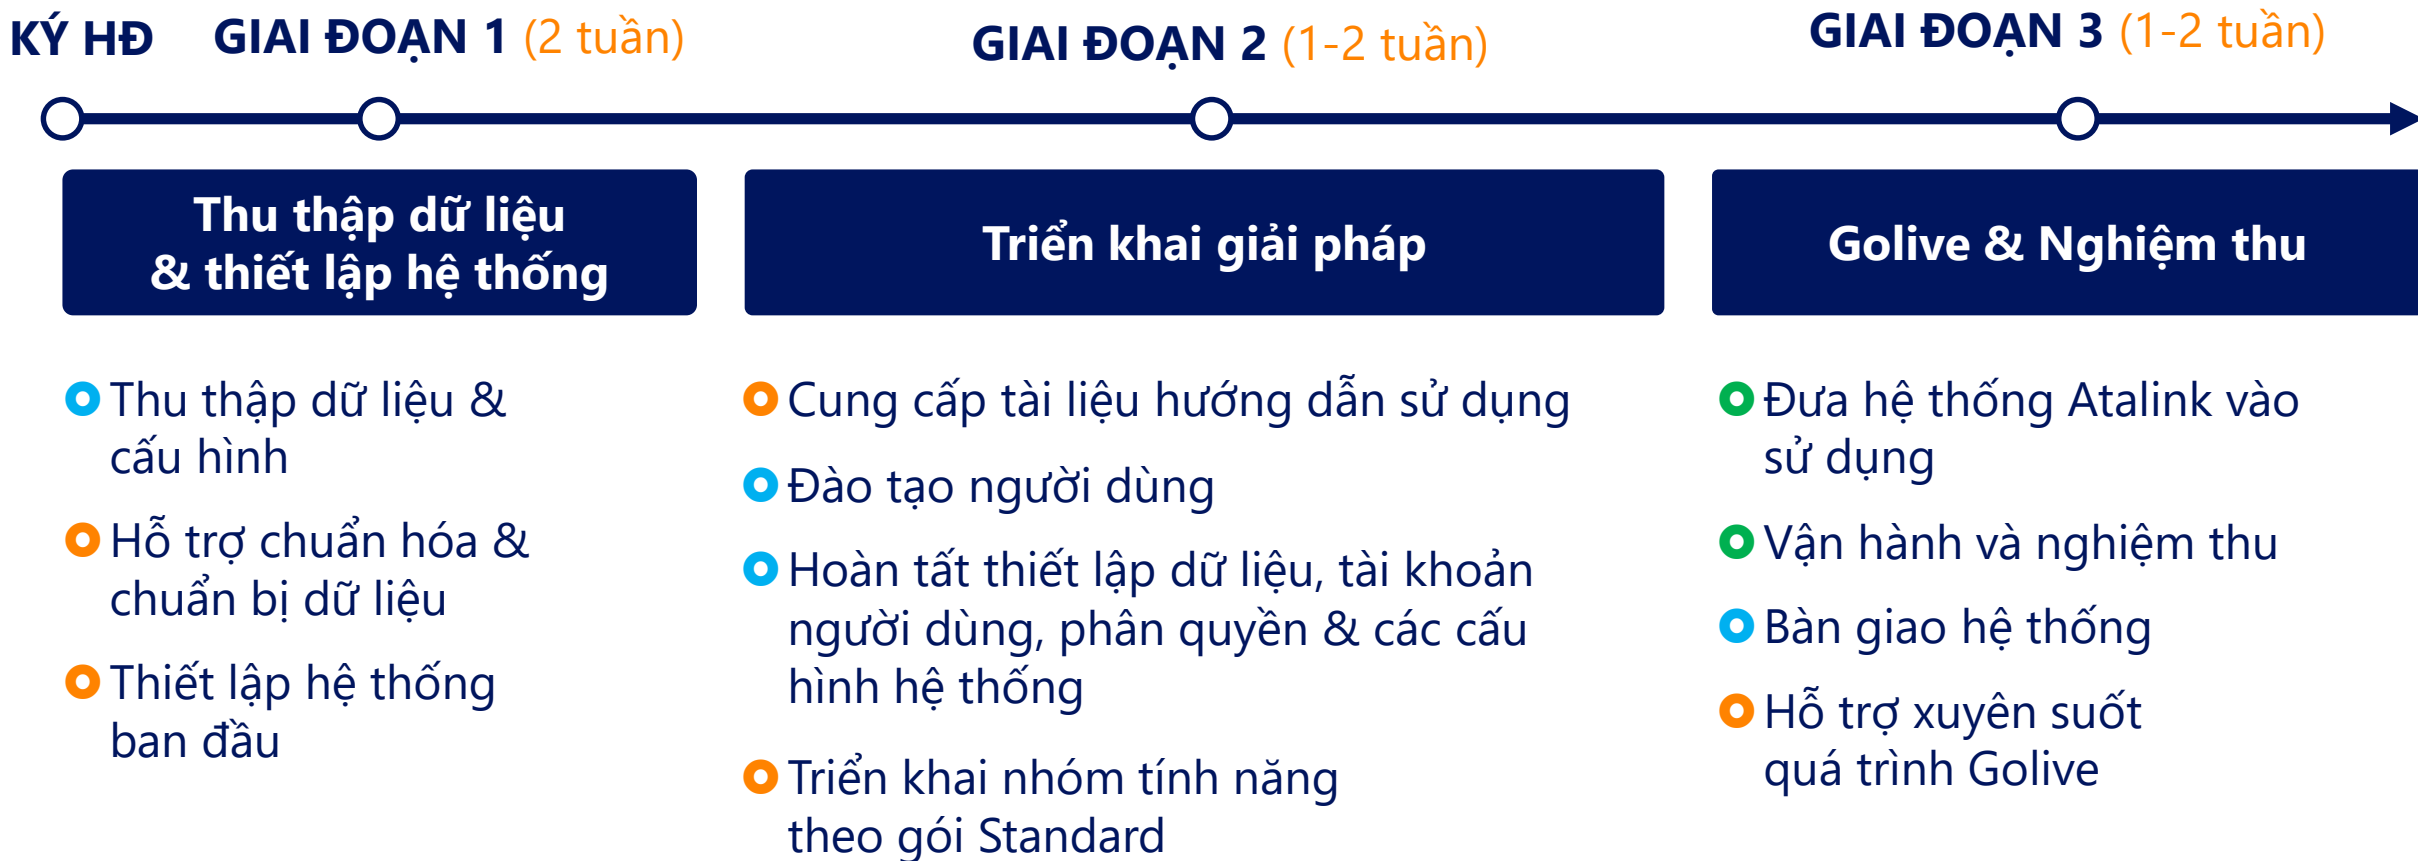 KÝ HĐ
GIAI ĐOẠN 1 (2 tuần)
GIAI ĐOẠN 2 (1-2 tuần)
GIAI ĐOẠN 3 (1-2 tuần)
Thu thập dữ liệu
& thiết lập hệ thống
Thu thập dữ liệu &
cấu hình
Hỗ trợ chuẩn hóa &
chuẩn bị dữ liệu
Thiết lập hệ thống
ban đầu
Triển khai giải pháp
Cung cấp tài liệu hướng dẫn sử dụng
Đào tạo người dùng
Hoàn tất thiết lập dữ liệu, tài khoản
người dùng, phân quyền & các cấu
hình hệ thống
Triển khai nhóm tính năng
theo gói Standard
Golive & Nghiệm thu
Đưa hệ thống Atalink vào
sử dụng
Vận hành và nghiệm thu
Bàn giao hệ thống
Hỗ trợ xuyên suốt
quá trình Golive